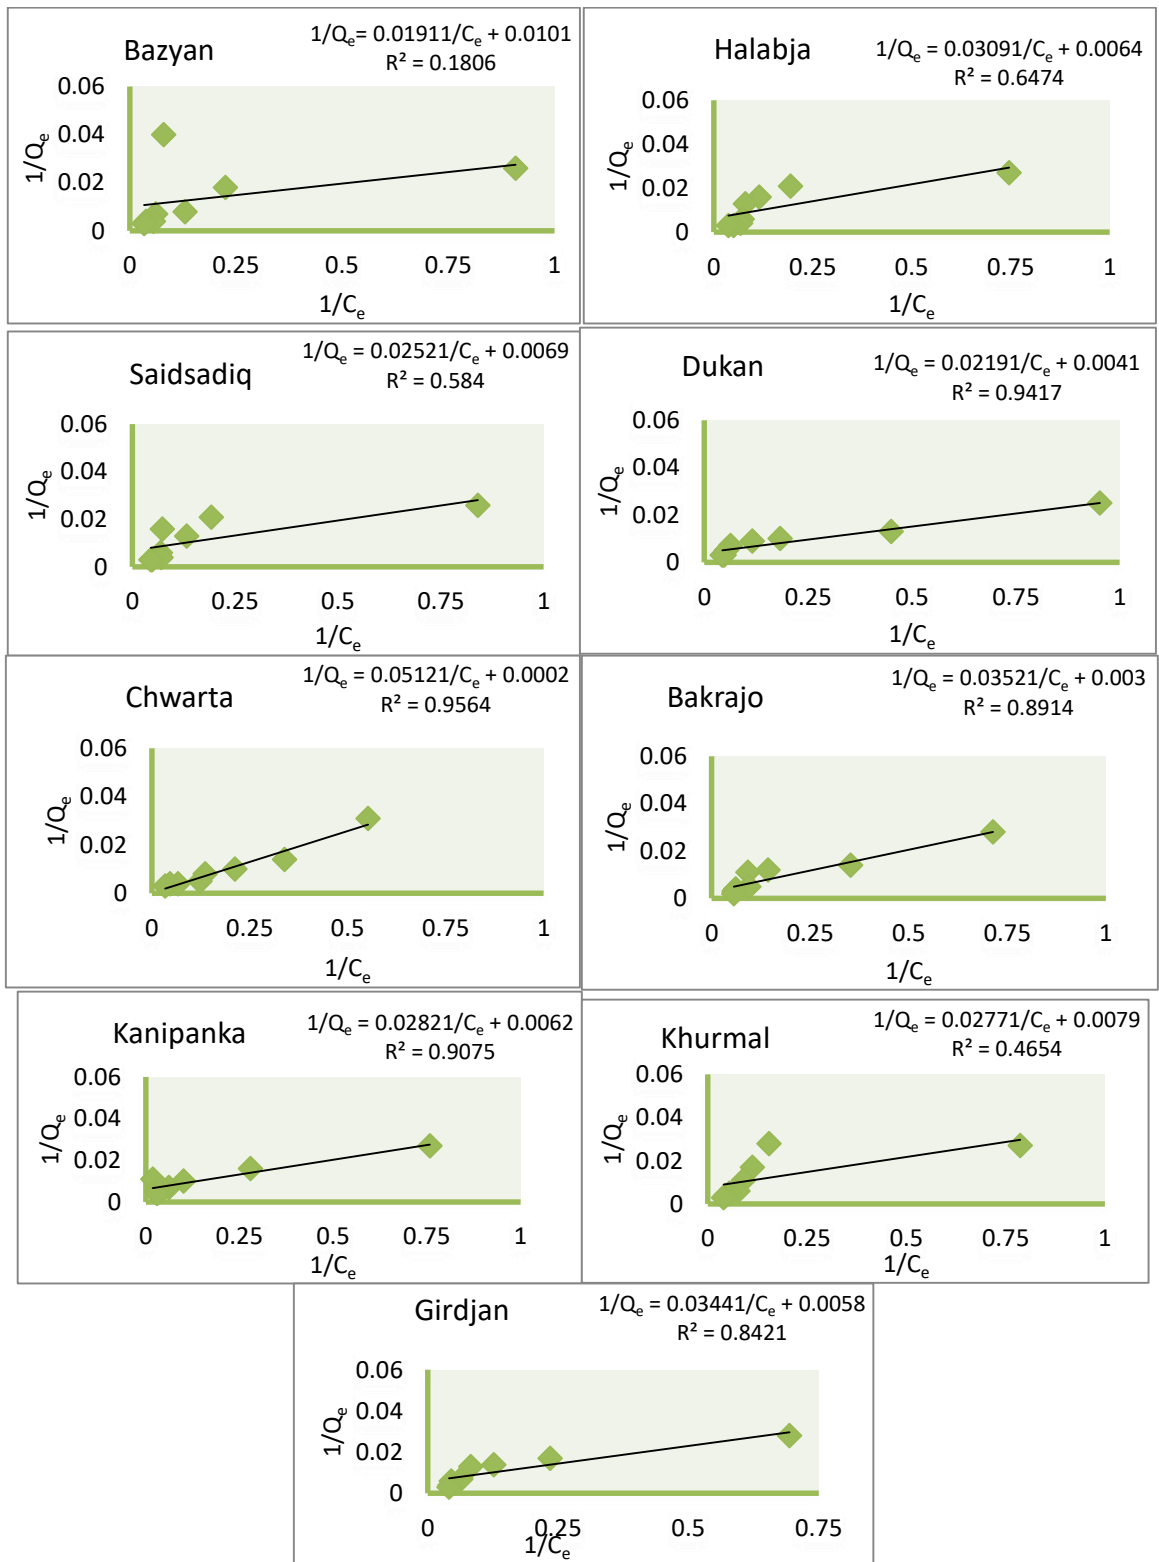 Bazyan
1/Qₑ= 0.01911/Cₑ + 0.0101
R² = 0.1806
0.06
0.04
0.02
0
1/Qₑ
0 0.25 0.5 0.75 1
1/Cₑ
Halabja
1/Qₑ = 0.03091/Cₑ + 0.0064
R² = 0.6474
0.06
0.04
0.02
0
1/Qₑ
0 0.25 0.5 0.75 1
1/Cₑ
Saidsadiq
1/Qₑ = 0.02521/Cₑ + 0.0069
R² = 0.584
0.06
0.04
0.02
0
1/Qₑ
0 0.25 0.5 0.75 1
1/Cₑ
Dukan
1/Qₑ = 0.02191/Cₑ + 0.0041
R² = 0.9417
0.06
0.04
0.02
0
1/Qₑ
0 0.25 0.5 0.75 1
1/Cₑ
Chwarta
1/Qₑ = 0.05121/Cₑ + 0.0002
R² = 0.9564
0.06
0.04
0.02
0
1/Qₑ
0 0.25 0.5 0.75 1
1/Cₑ
Bakrajo
1/Qₑ = 0.03521/Cₑ + 0.003
R² = 0.8914
0.06
0.04
0.02
0
1/Qₑ
0 0.25 0.5 0.75 1
1/Cₑ
Kanipanka
1/Qₑ = 0.02821/Cₑ + 0.0062
R² = 0.9075
0.06
0.04
0.02
0
1/Qₑ
0 0.25 0.5 0.75 1
1/Cₑ
Khurmal
1/Qₑ = 0.02771/Cₑ + 0.0079
R² = 0.4654
0.06
0.04
0.02
0
1/Qₑ
0 0.25 0.5 0.75 1
1/Cₑ
Girdjan
1/Qₑ = 0.03441/Cₑ + 0.0058
R² = 0.8421
0.06
0.04
0.02
0
1/Qₑ
0 0.25 0.5 0.75
1/Cₑ